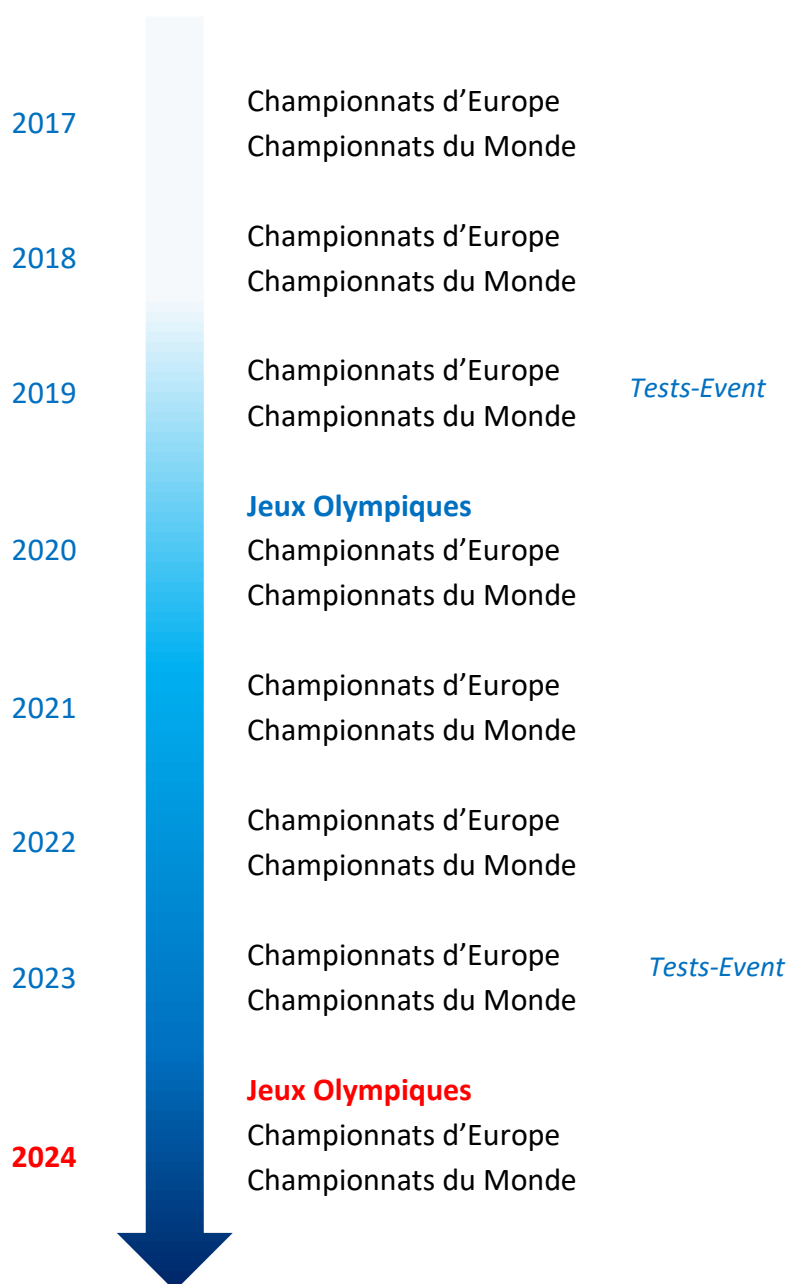 2017
Championnats d’Europe
Championnats du Monde
2018
Championnats d’Europe
Championnats du Monde
2019
Championnats d’Europe
Tests-Event
Championnats du Monde
Jeux Olympiques
2020
Championnats d’Europe
Championnats du Monde
2021
Championnats d’Europe
Championnats du Monde
2022
Championnats d’Europe
Championnats du Monde
2023
Championnats d’Europe
Tests-Event
Championnats du Monde
Jeux Olympiques
2024
Championnats d’Europe
Championnats du Monde